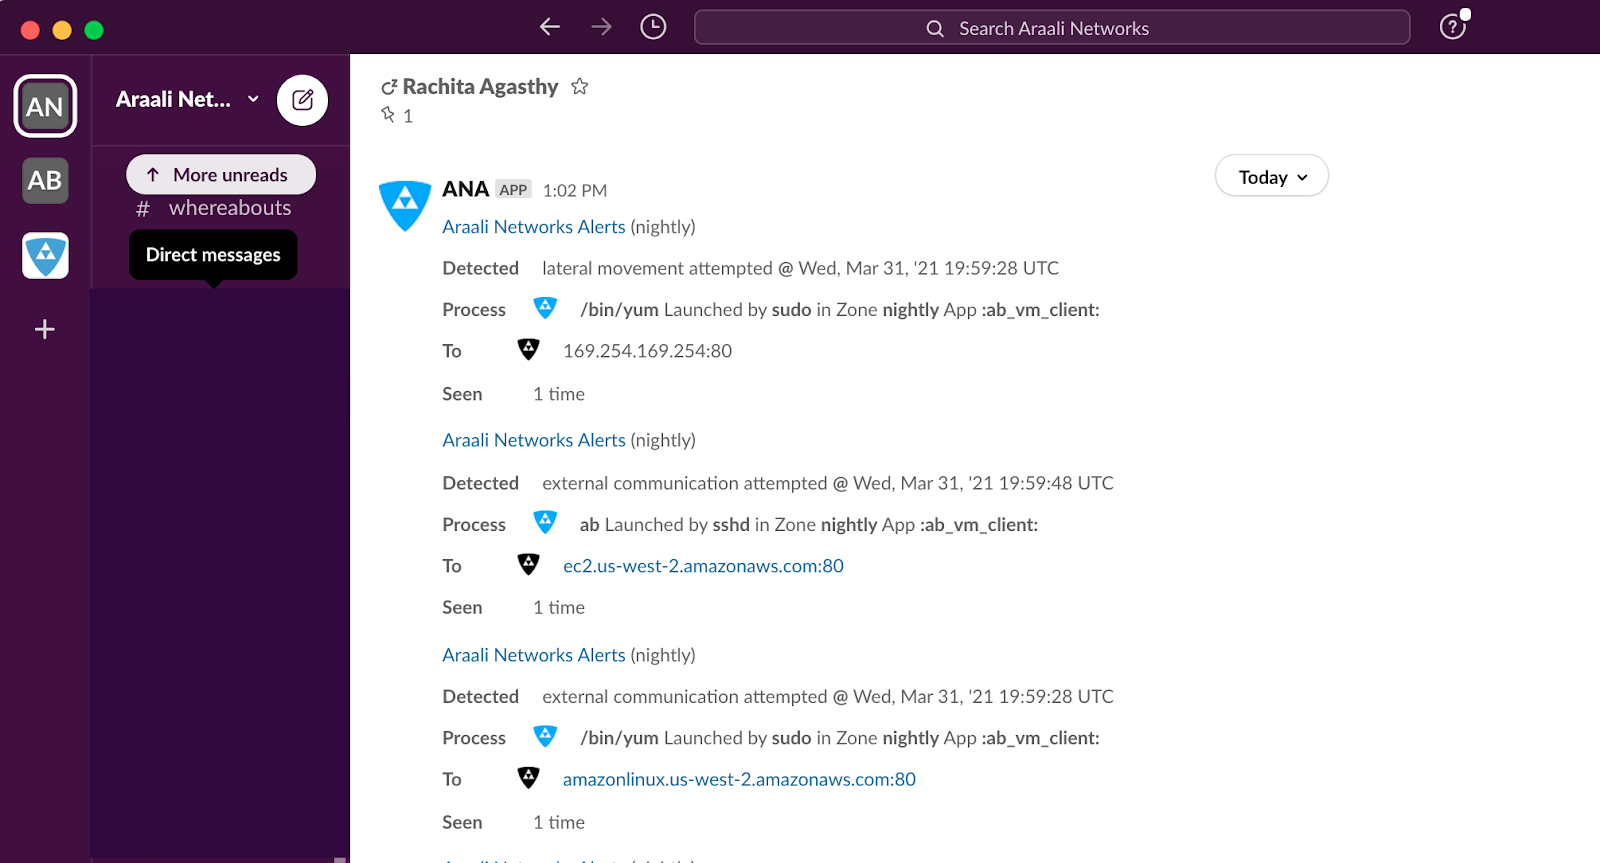 Search Araali Networks
AN
Araali Net...
AB
More unreads
# whereabouts
Direct messages
Rachita Agasthy
1
Today
ANA APP 1:02 PM
Araali Networks Alerts (nightly)
Detected lateral movement attempted @ Wed, Mar 31, '21 19:59:28 UTC
Process /bin/yum Launched by sudo in Zone nightly App :ab_vm_client:
To 169.254.169.254:80
Seen 1 time
Araali Networks Alerts (nightly)
Detected external communication attempted @ Wed, Mar 31, '21 19:59:48 UTC
Process ab Launched by sshd in Zone nightly App :ab_vm_client:
To ec2.us-west-2.amazonaws.com:80
Seen 1 time
Araali Networks Alerts (nightly)
Detected external communication attempted @ Wed, Mar 31, '21 19:59:28 UTC
Process /bin/yum Launched by sudo in Zone nightly App :ab_vm_client:
To amazonlinux.us-west-2.amazonaws.com:80
Seen 1 time